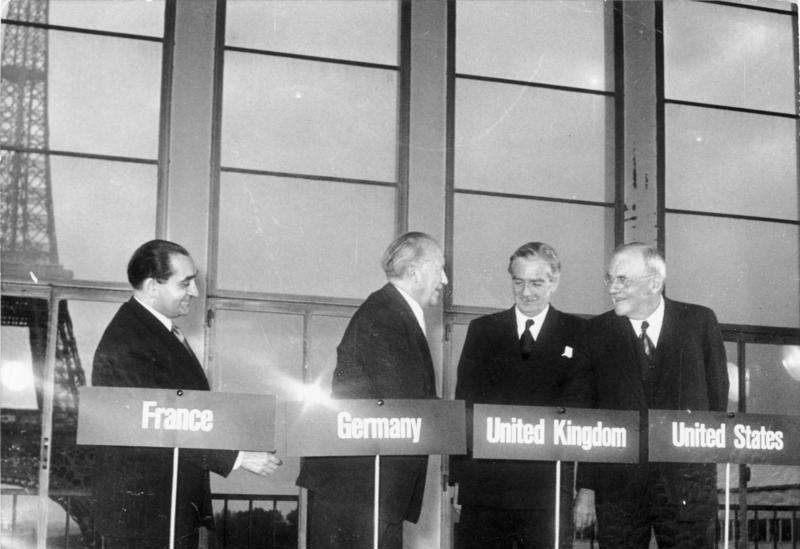 France
Germany
United Kingdom
United States